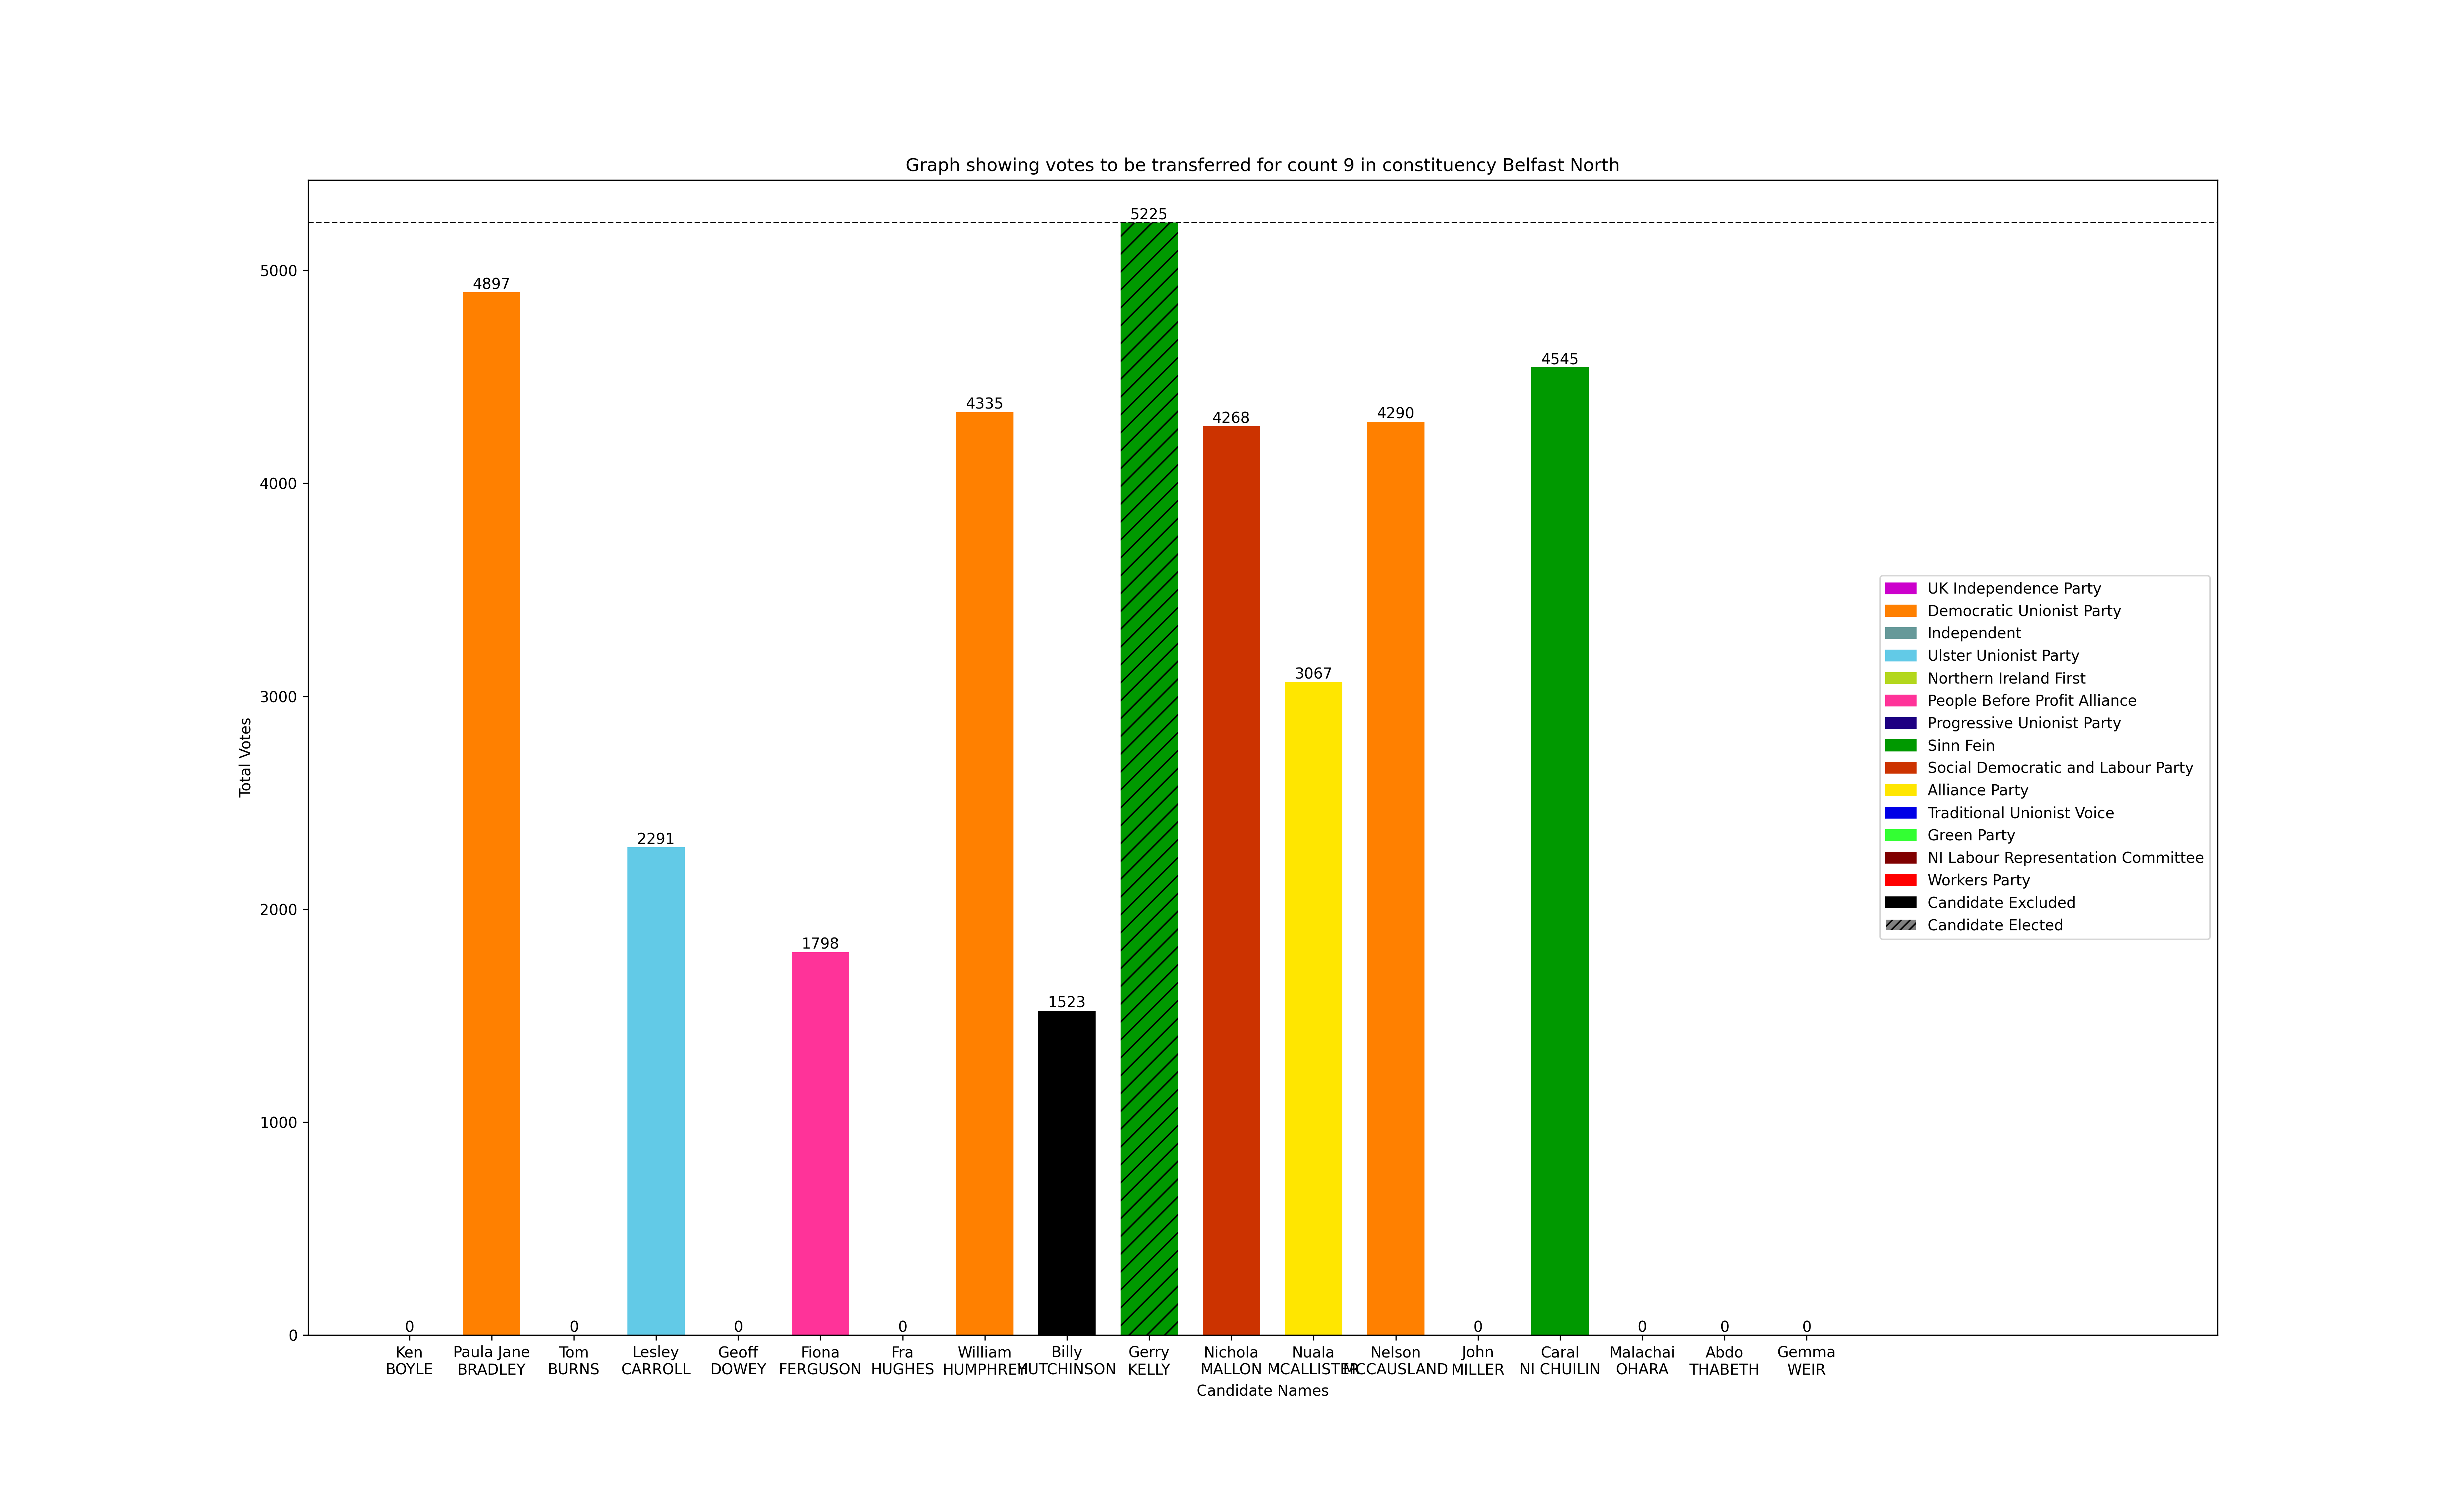 Graph showing votes to be transferred for count 9 in constituency Belfast North
Total Votes
5000
4000
3000
2000
1000
0
0
4897
0
2291
0
1798
0
4335
1523
5225
4268
3067
4290
0
4545
0
0
0
Ken
BOYLE
Paula Jane
BRADLEY
Tom
BURNS
Lesley
CARROLL
Geoff
DOWEY
Fiona
FERGUSON
Fra
HUGHES
William
HUMPHREY
Billy
HUTCHINSON
Gerry
KELLY
Nichola
MALLON
Nuala
MCALLISTER
Nelson
MCCAUSLAND
John
MILLER
Caral
NI CHUILIN
Malachai
OHARA
Abdo
THABETH
Gemma
WEIR
Candidate Names
UK Independence Party
Democratic Unionist Party
Independent
Ulster Unionist Party
Northern Ireland First
People Before Profit Alliance
Progressive Unionist Party
Sinn Fein
Social Democratic and Labour Party
Alliance Party
Traditional Unionist Voice
Green Party
NI Labour Representation Committee
Workers Party
Candidate Excluded
Candidate Elected